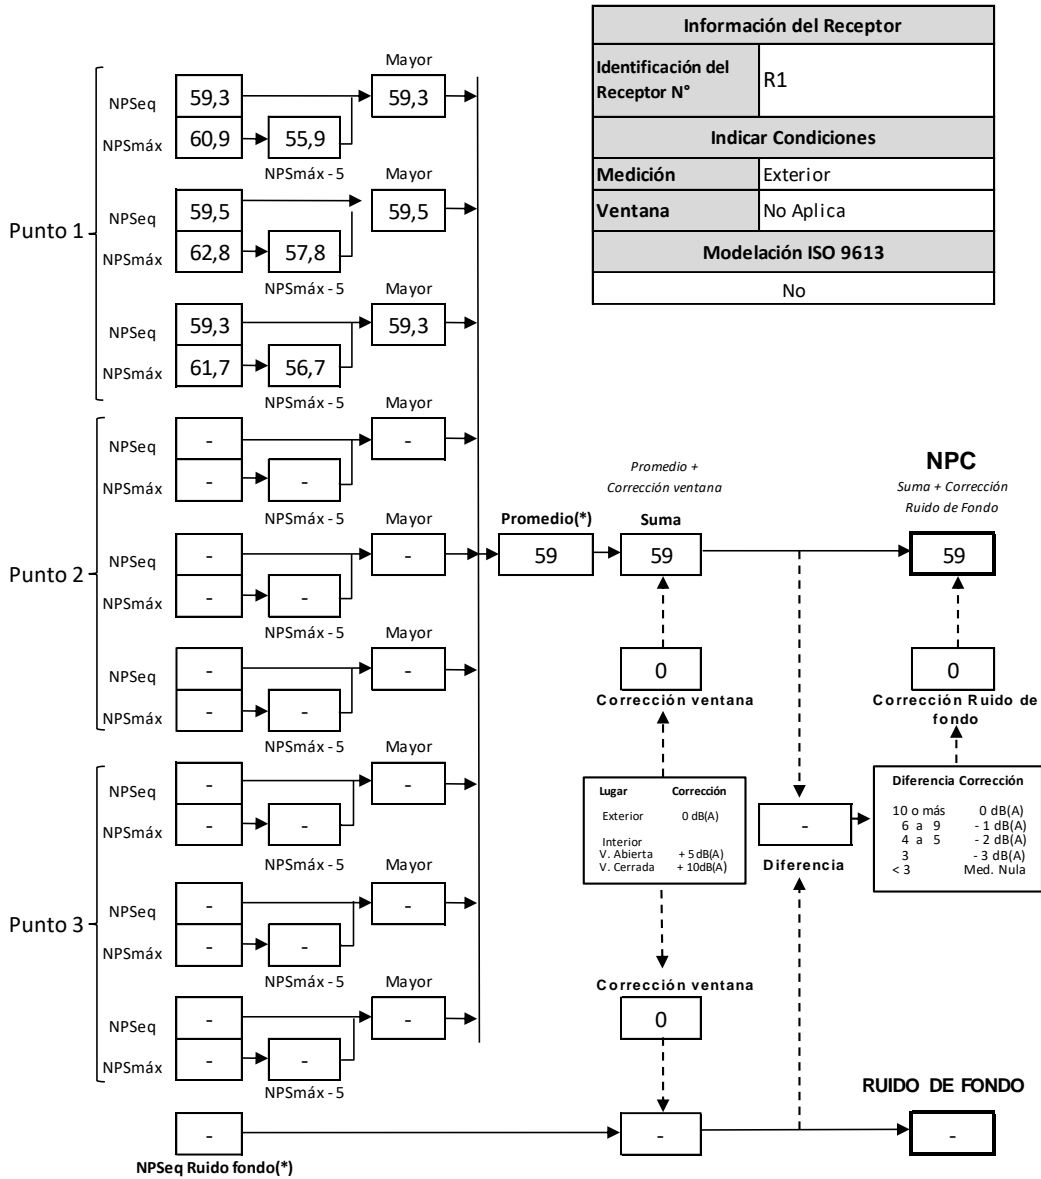 Información del Receptor
Identificación del Receptor N°
R1
Indicar Condiciones
Medición
Exterior
Ventana
No Aplica
Modelación ISO 9613
No
Punto 1
Mayor
NPSeq
59,3
59,3
NPSmáx
60,9
55,9
NPSmáx - 5
Mayor
NPSeq
59,5
59,5
NPSmáx
62,8
57,8
NPSmáx - 5
Mayor
NPSeq
59,3
59,3
NPSmáx
61,7
56,7
NPSmáx - 5
Punto 2
Mayor
NPSeq
-
-
NPSmáx
-
-
NPSmáx - 5
Mayor
NPSeq
-
-
NPSmáx
-
-
NPSmáx - 5
Mayor
NPSeq
-
-
NPSmáx
-
-
NPSmáx - 5
Punto 3
Mayor
NPSeq
-
-
NPSmáx
-
-
NPSmáx - 5
Mayor
NPSeq
-
-
NPSmáx
-
-
NPSmáx - 5
Mayor
NPSeq
-
-
NPSmáx
-
-
NPSmáx - 5
Promedio(*)
59
Promedio +
Corrección ventana
Suma
59
NPC
Suma + Corrección
Ruido de Fondo
59
0
Corrección ventana
0
Corrección Ruido de
fondo
Lugar Corrección
Exterior 0 dB(A)
Interior
V. Abierta + 5 dB(A)
V. Cerrada + 10dB(A)
-
Diferencia
Diferencia Corrección
10 o más 0 dB(A)
6 a 9 - 1 dB(A)
4 a 5 - 2 dB(A)
3 - 3 dB(A)
< 3 Med. Nula
Corrección ventana
0
RUIDO DE FONDO
-
-
-
NPSeq Ruido fondo(*)